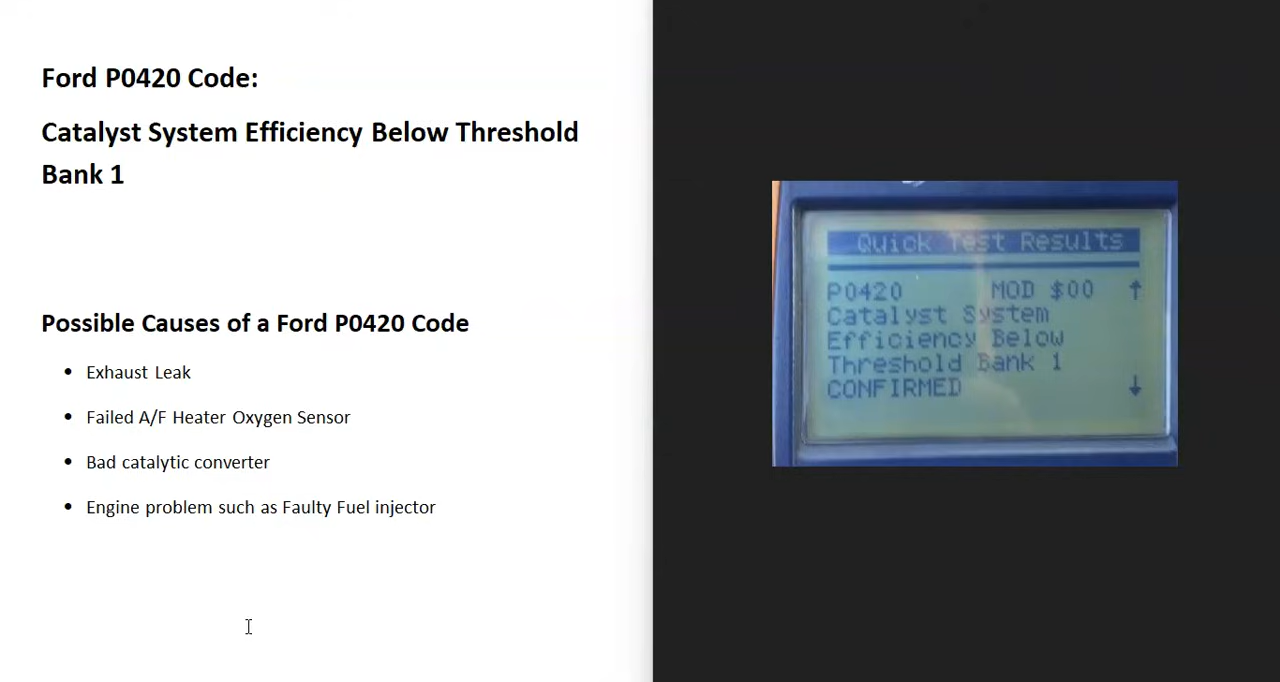 Ford P0420 Code:
Catalyst System Efficiency Below Threshold
Bank 1
Possible Causes of a Ford P0420 Code
• Exhaust Leak
• Failed A/F Heater Oxygen Sensor
• Bad catalytic converter
• Engine problem such as Faulty Fuel injector
Quick Test Results
P0420 MOD $00 ↑
Catalyst System
Efficiency Below
Threshold Bank 1
CONFIRMED ↓